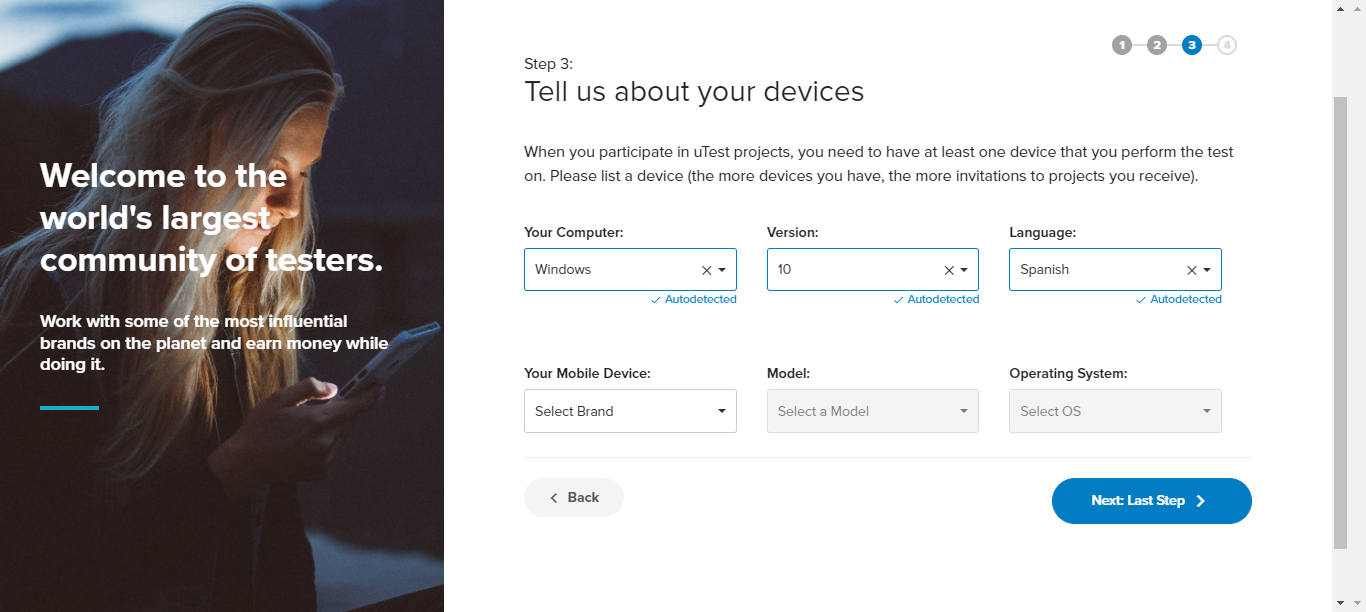 Welcome to the
world's largest
community of testers.
Work with some of the most influential
brands on the planet and earn money while
doing it.
1 2 3 4
Step 3:
Tell us about your devices
When you participate in uTest projects, you need to have at least one device that you perform the test
on. Please list a device (the more devices you have, the more invitations to projects you receive).
Your Computer: Version: Language:
Windows 10 Spanish
Autodetected Autodetected Autodetected
Your Mobile Device: Model: Operating System:
Select Brand Select a Model Select OS
Back Next: Last Step